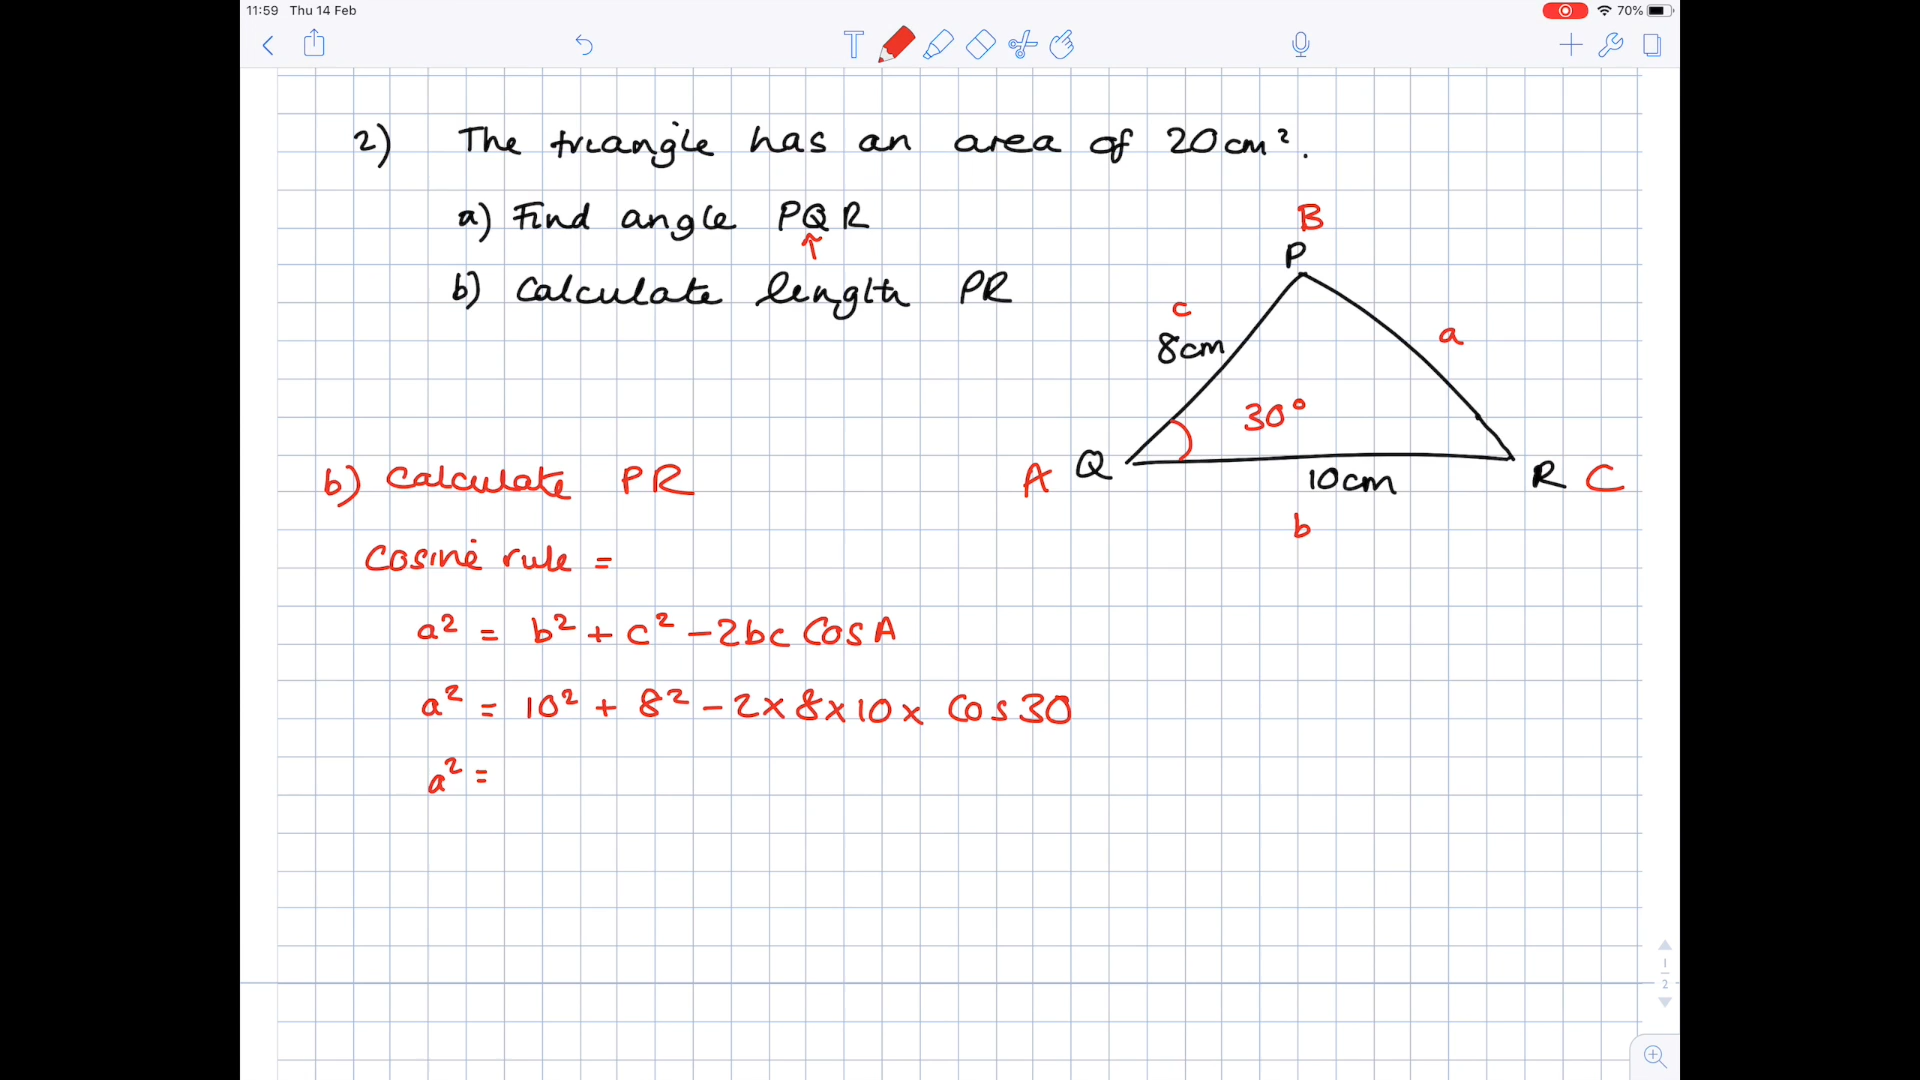 11:59 Thu 14 Feb
70%
T
2) The triangle has an area of 20cm².
a) Find angle PQR
b) Calculate length PR
B
P
c
8cm
a
30°
A Q
10cm
R C
b
b) Calculate PR
Cosine rule =
a² = b² + c² - 2bc Cos A
a² = 10² + 8² - 2 x 8 x 10 x Cos 30
a² =
1
2